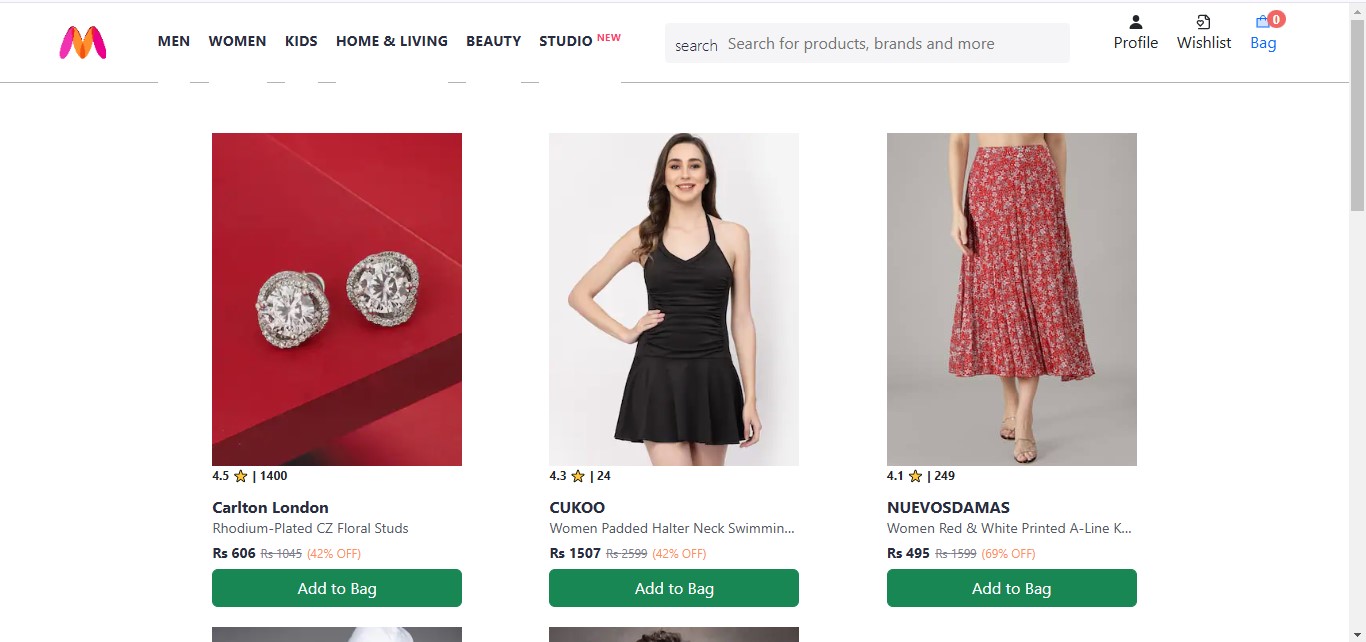 MEN WOMEN KIDS HOME & LIVING BEAUTY STUDIO NEW
search Search for products, brands and more
Profile Wishlist Bag 0
4.5 ⭐ | 1400
Carlton London
Rhodium-Plated CZ Floral Studs
Rs 606 Rs 1045 (42% OFF)
Add to Bag
4.3 ⭐ | 24
CUKOO
Women Padded Halter Neck Swimmin...
Rs 1507 Rs 2599 (42% OFF)
Add to Bag
4.1 ⭐ | 249
NUEVOSDAMAS
Women Red & White Printed A-Line K...
Rs 495 Rs 1599 (69% OFF)
Add to Bag